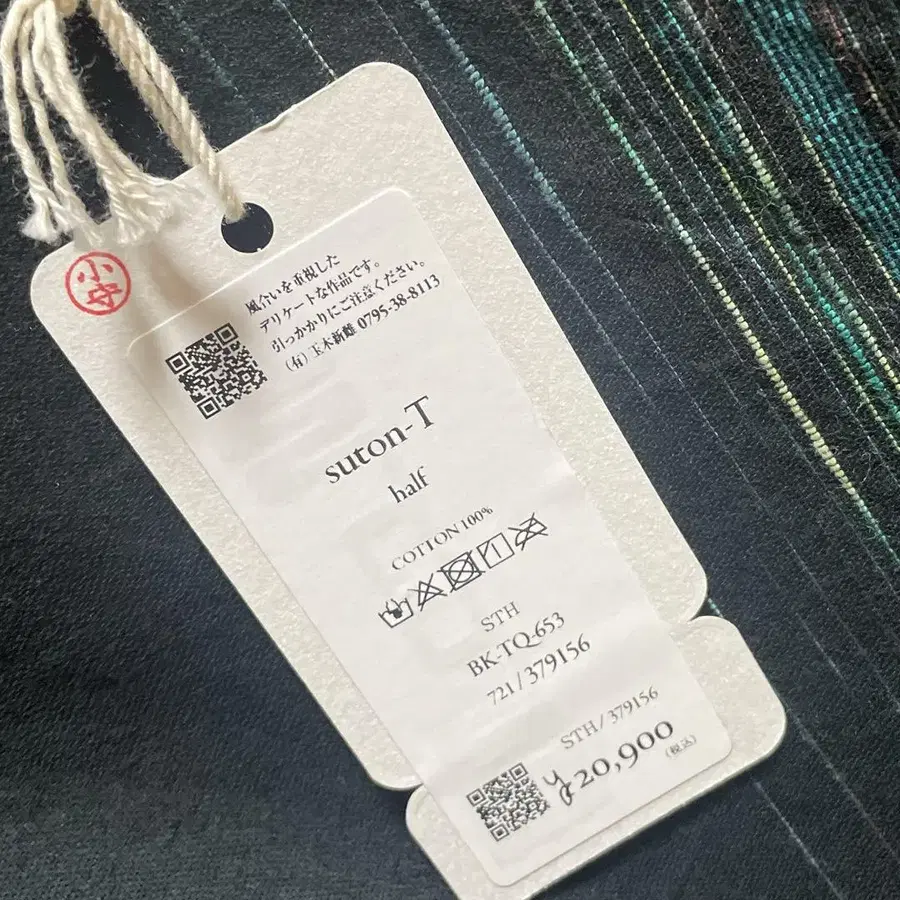 小守
風合いを重視した
デリケートな作品です。
引っかかりにご注意ください。
(有)玉木新雌 0795-38-8113
suton-T
half
COTTON 100%
STH
BK-TQ-653
721 / 379156
STH / 379156
¥20,900
(税込)